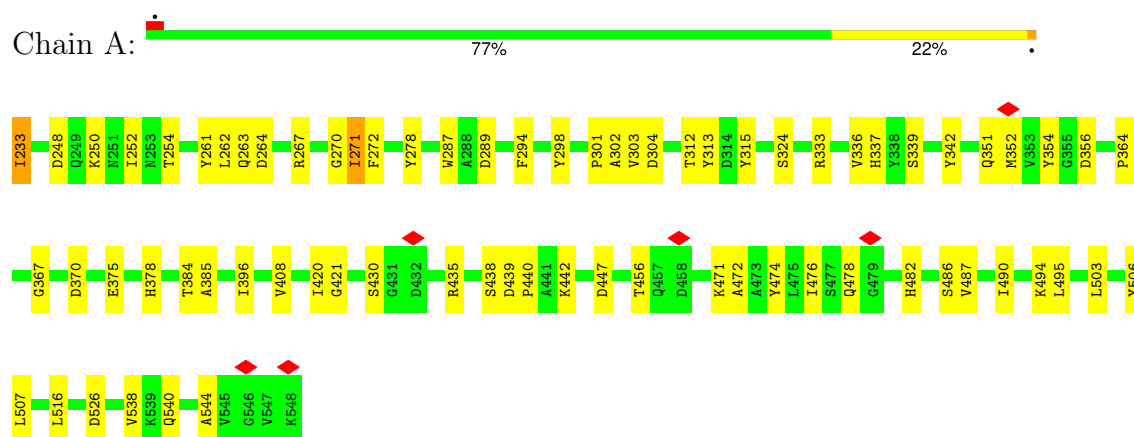 Chain A:
77% 22%
I233 D248 Q249 K250 N251 I252 N253 T254 Y261 L262 Q263 D264 R267 G270 I271 F272 Y278 W287 A288 D289 F294 Y298 P301 A302 V303 D304 T312 Y313 D314 Y315 S324 R333 V336 H337 Y338 S339 Y342 Q351 M352 V353 Y354 G355 D356 P364
G367 D370 E375 H378 T384 A385 I396 V408 I420 G421 S430 G431 D432 R435 S438 D439 P440 A441 K442 D447 T456 Q457 D458 K471 A472 A473 Y474 L475 I476 S477 Q478 G479 H482 S486 V487 I490 K494 L495 L503
L507 L516 D526 V538 K539 Q540 A544 V545 G546 V547 K548